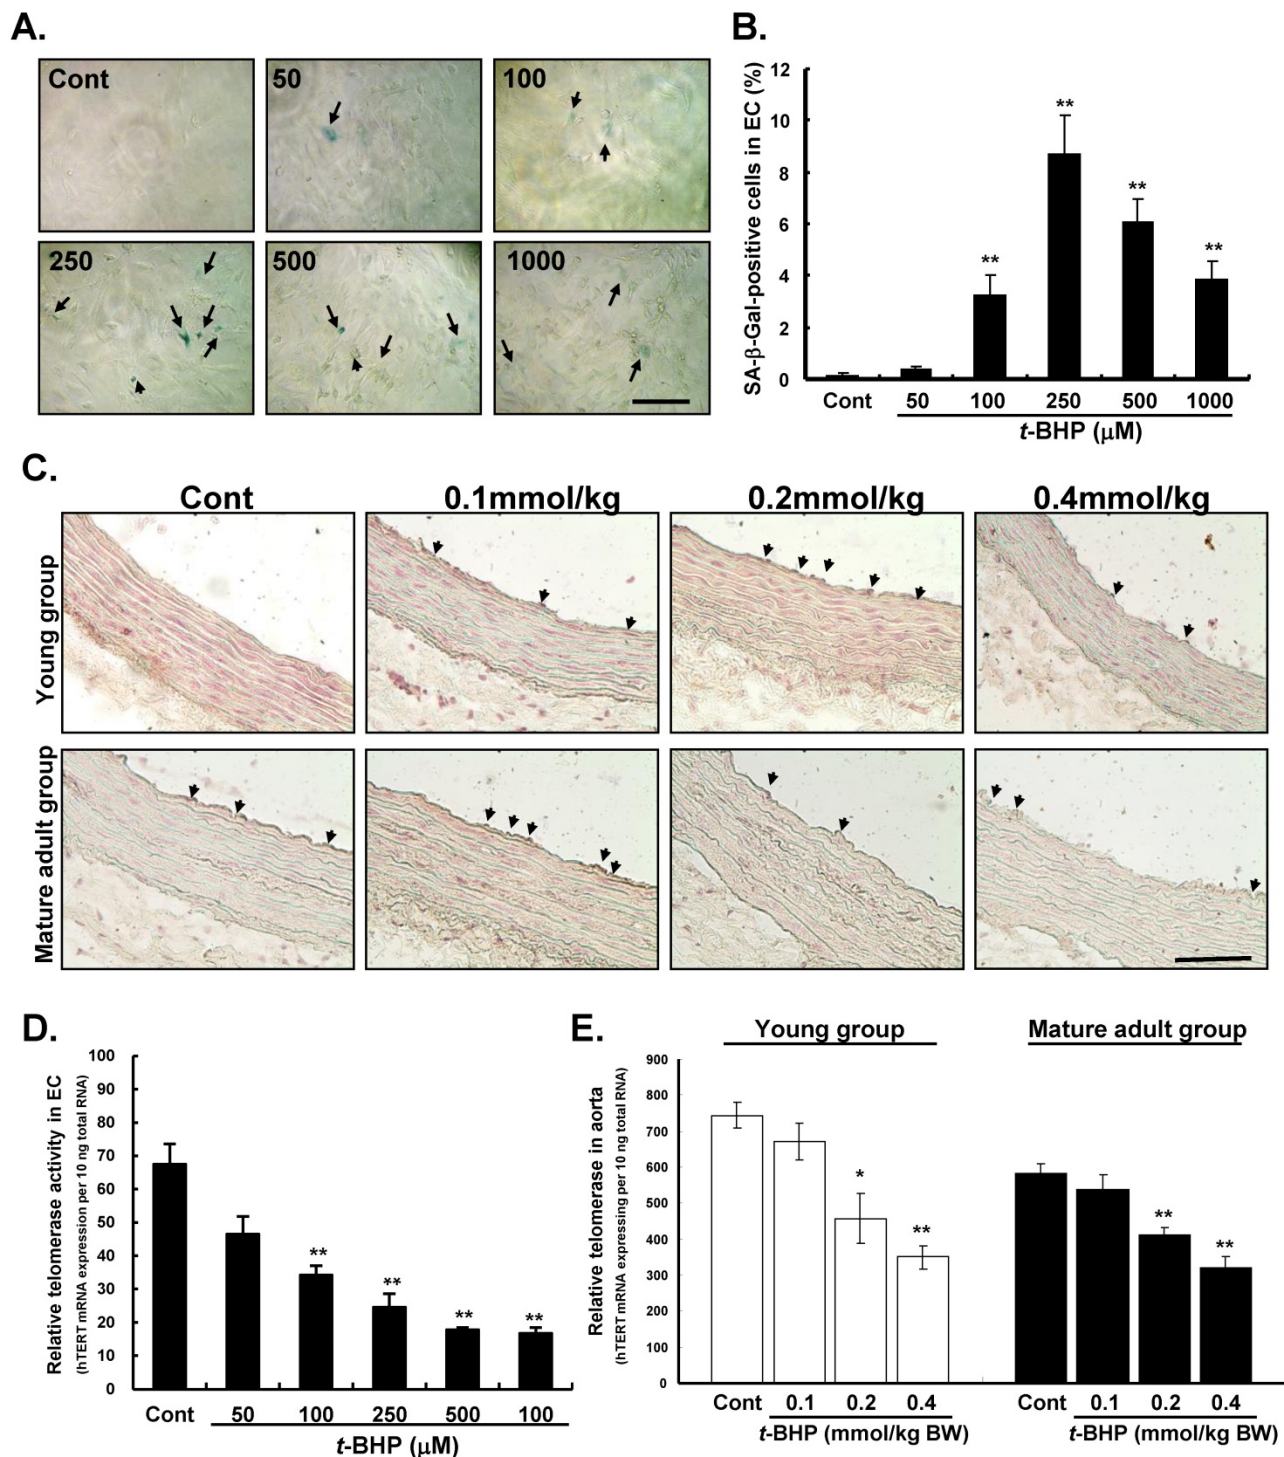 A.
Cont
50
100
250
500
1000
B.
SA-β-Gal-positive cells in EC (%)
12
10
8
6
4
2
0
**
**
**
**
Cont
50
100
250
500
1000
t-BHP (µM)
C.
Cont
0.1mmol/kg
0.2mmol/kg
0.4mmol/kg
Young group
Mature adult group
D.
Relative telomerase activity in EC
(hTERT mRNA expression per 10 ng total RNA)
100
90
80
70
60
50
40
30
20
10
0
**
**
**
**
Cont
50
100
250
500
100
t-BHP (µM)
E.
Young group
Mature adult group
Relative telomerase in aorta
(hTERT mRNA expressing per 10 ng total RNA)
900
800
700
600
500
400
300
200
100
0
*
**
**
**
Cont
0.1
0.2
0.4
t-BHP (mmol/kg BW)
Cont
0.1
0.2
0.4
t-BHP (mmol/kg BW)